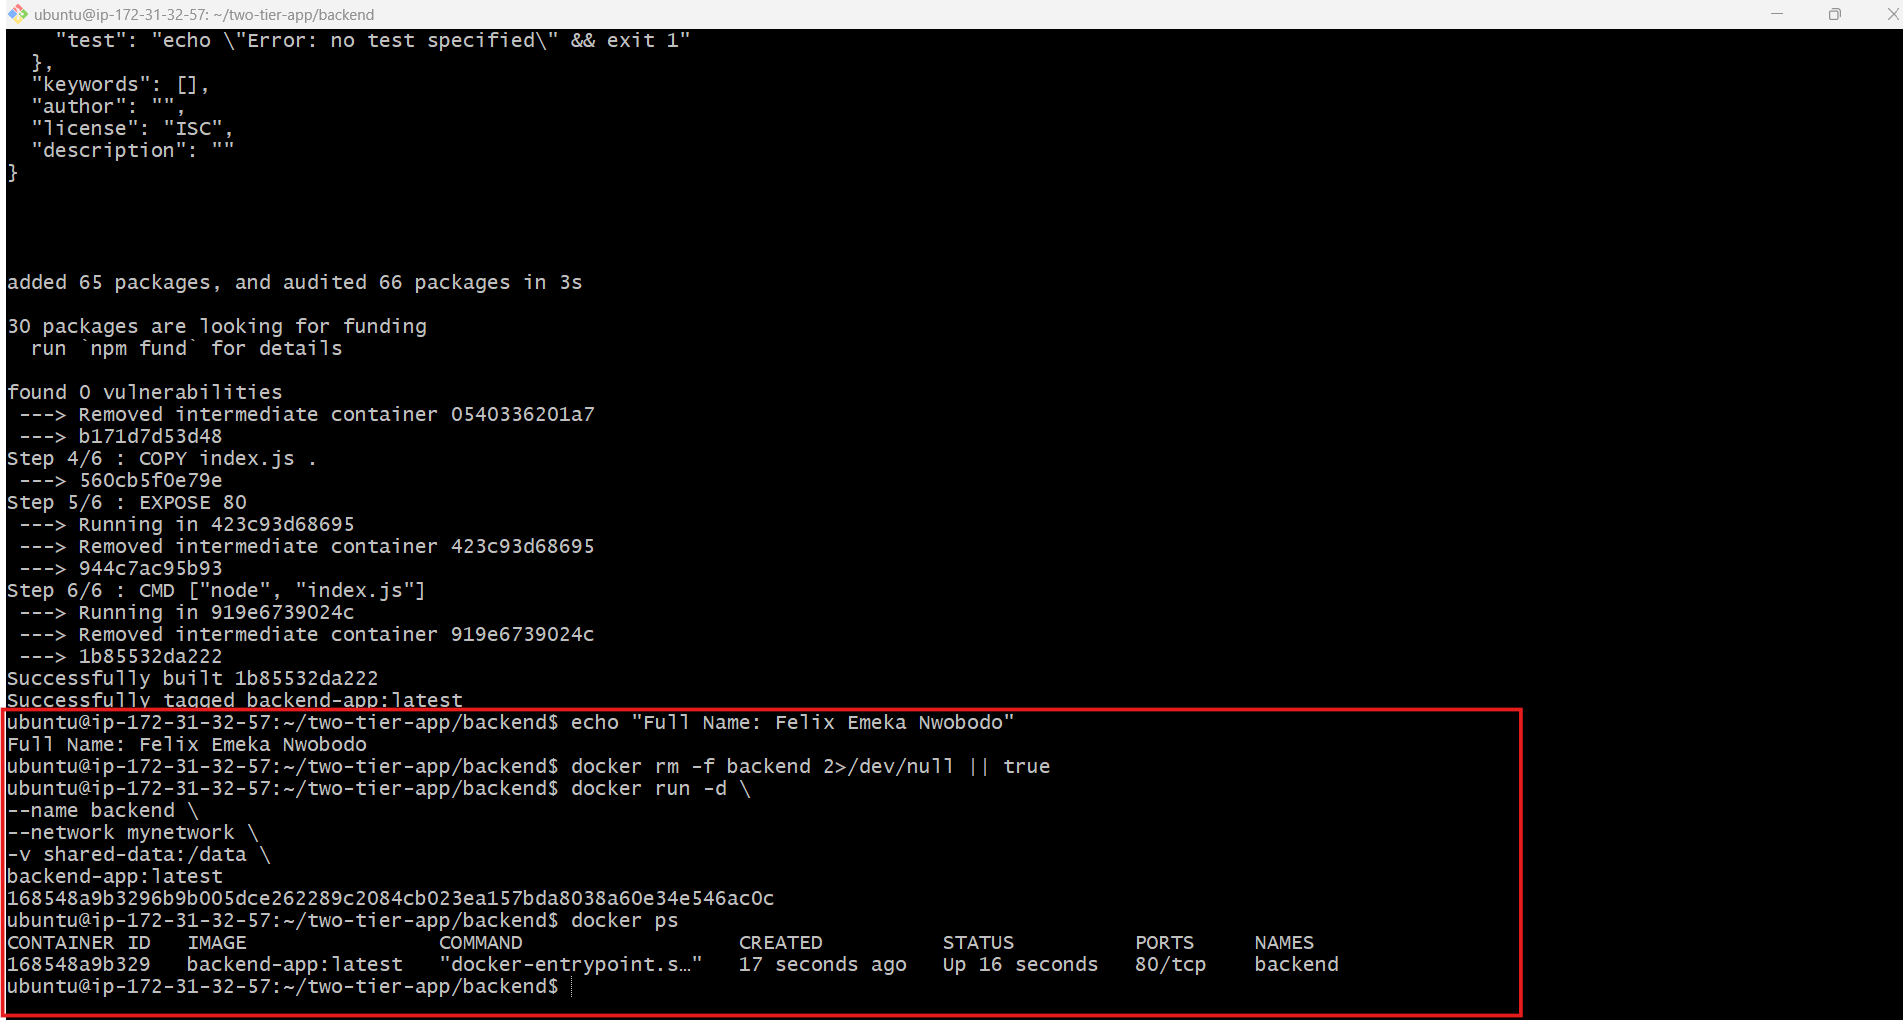 ubuntu@ip-172-31-32-57: ~/two-tier-app/backend
    "test": "echo \"Error: no test specified\" && exit 1"
  },
  "keywords": [],
  "author": "",
  "license": "ISC",
  "description": ""
}
added 65 packages, and audited 66 packages in 3s
30 packages are looking for funding
  run `npm fund` for details
found 0 vulnerabilities
 ---> Removed intermediate container 0540336201a7
 ---> b171d7d53d48
Step 4/6 : COPY index.js .
 ---> 560cb5f0e79e
Step 5/6 : EXPOSE 80
 ---> Running in 423c93d68695
 ---> Removed intermediate container 423c93d68695
 ---> 944c7ac95b93
Step 6/6 : CMD ["node", "index.js"]
 ---> Running in 919e6739024c
 ---> Removed intermediate container 919e6739024c
 ---> 1b85532da222
Successfully built 1b85532da222
Successfully tagged backend-app:latest
ubuntu@ip-172-31-32-57:~/two-tier-app/backend$ echo "Full Name: Felix Emeka Nwobodo"
Full Name: Felix Emeka Nwobodo
ubuntu@ip-172-31-32-57:~/two-tier-app/backend$ docker rm -f backend 2>/dev/null || true
ubuntu@ip-172-31-32-57:~/two-tier-app/backend$ docker run -d \
--name backend \
--network mynetwork \
-v shared-data:/data \
backend-app:latest
168548a9b3296b9b005dce262289c2084cb023ea157bda8038a60e34e546ac0c
ubuntu@ip-172-31-32-57:~/two-tier-app/backend$ docker ps
CONTAINER ID   IMAGE                COMMAND                  CREATED          STATUS          PORTS     NAMES
168548a9b329   backend-app:latest   "docker-entrypoint.s…"   17 seconds ago   Up 16 seconds   80/tcp    backend
ubuntu@ip-172-31-32-57:~/two-tier-app/backend$